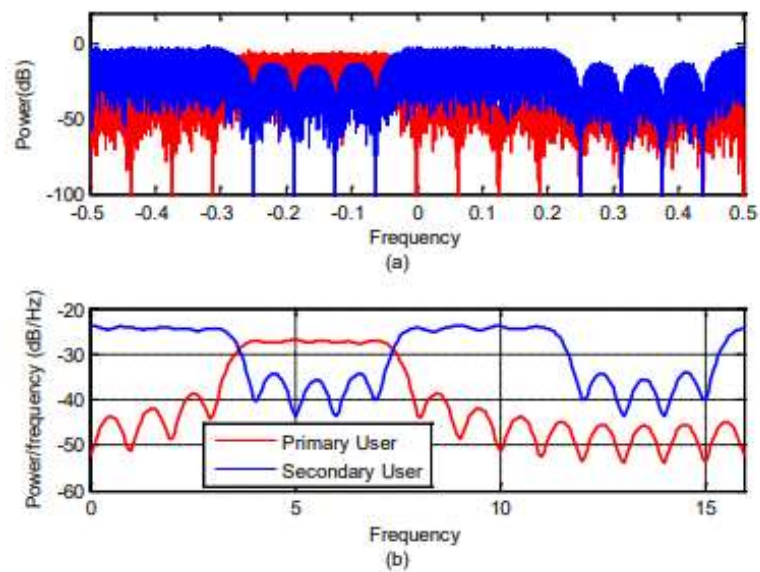 0
-50
-100
Power(dB)
-0.5 -0.4 -0.3 -0.2 -0.1 0 0.1 0.2 0.3 0.4 0.5
Frequency
(a)
-20
-30
-40
-50
-60
Power/frequency (dB/Hz)
Primary User
Secondary User
0 5 10 15
Frequency
(b)